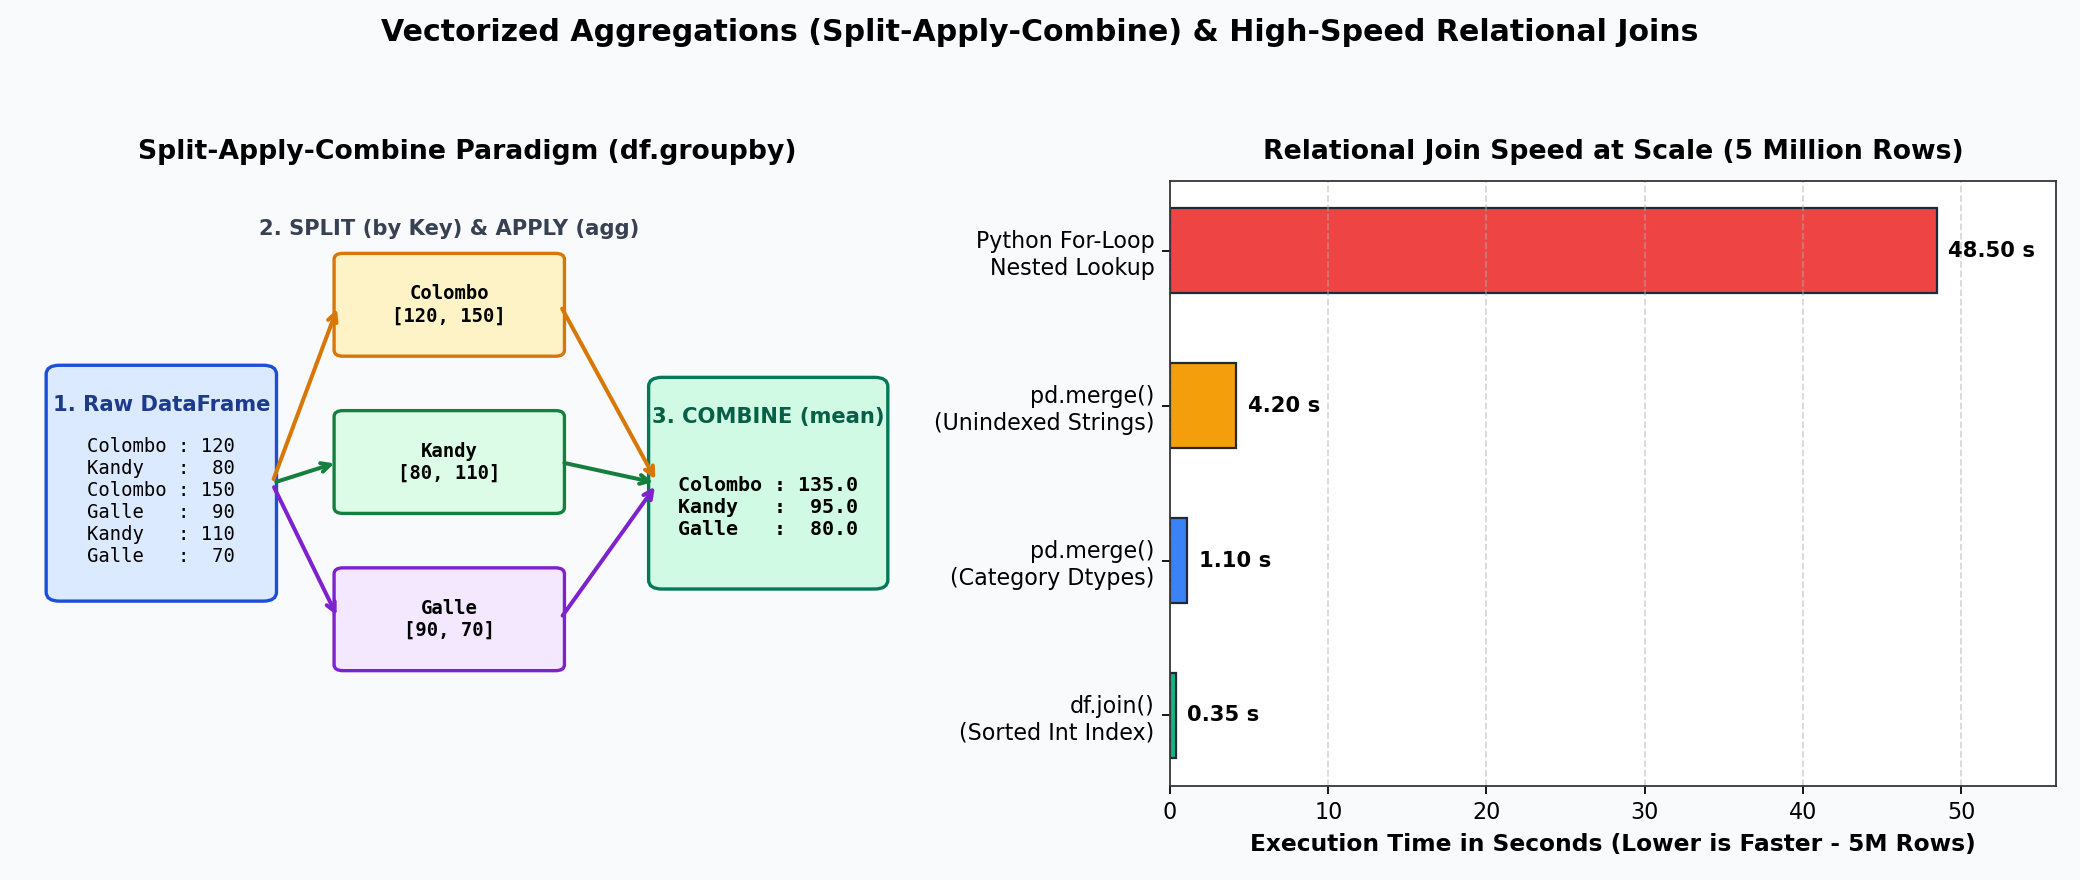 Vectorized Aggregations (Split-Apply-Combine) & High-Speed Relational Joins
Split-Apply-Combine Paradigm (df.groupby)
2. SPLIT (by Key) & APPLY (agg)
1. Raw DataFrame
Colombo : 120
Kandy   :  80
Colombo : 150
Galle   :  90
Kandy   : 110
Galle   :  70
Colombo
[120, 150]
Kandy
[80, 110]
Galle
[90, 70]
3. COMBINE (mean)
Colombo : 135.0
Kandy   :  95.0
Galle   :  80.0
Relational Join Speed at Scale (5 Million Rows)
Python For-Loop
Nested Lookup
48.50 s
pd.merge()
(Unindexed Strings)
4.20 s
pd.merge()
(Category Dtypes)
1.10 s
df.join()
(Sorted Int Index)
0.35 s
0 10 20 30 40 50
Execution Time in Seconds (Lower is Faster - 5M Rows)